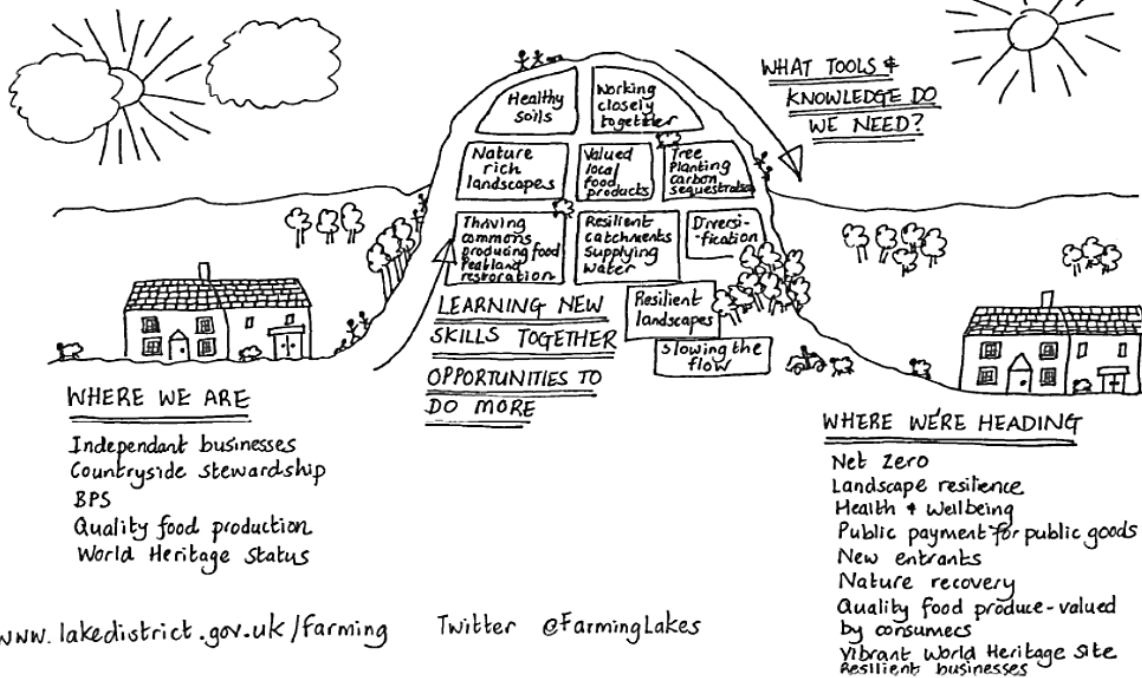 WHAT TOOLS &
KNOWLEDGE DO
WE NEED?
Healthy
soils
Working
closely
together
Nature
rich
landscapes
Valued
local
food
products
Tree
Planting
carbon
sequestration
Thriving
commons
producing food
Peatland
restoration
Resilient
catchments
supplying
water
Diversi-
fication
Resilient
landscapes
Slowing the
flow
LEARNING NEW
SKILLS TOGETHER
OPPORTUNITIES TO
DO MORE
WHERE WE ARE
Independant businesses
Countryside stewardship
BPS
Quality food production
World Heritage Status
WHERE WE'RE HEADING
Net Zero
Landscape resilience
Health & Wellbeing
Public payment for public goods
New entrants
Nature recovery
Quality food produce - valued
by consumers
Vibrant World Heritage Site
Resilient businesses
www.lakedistrict.gov.uk/farming Twitter @FarmingLakes